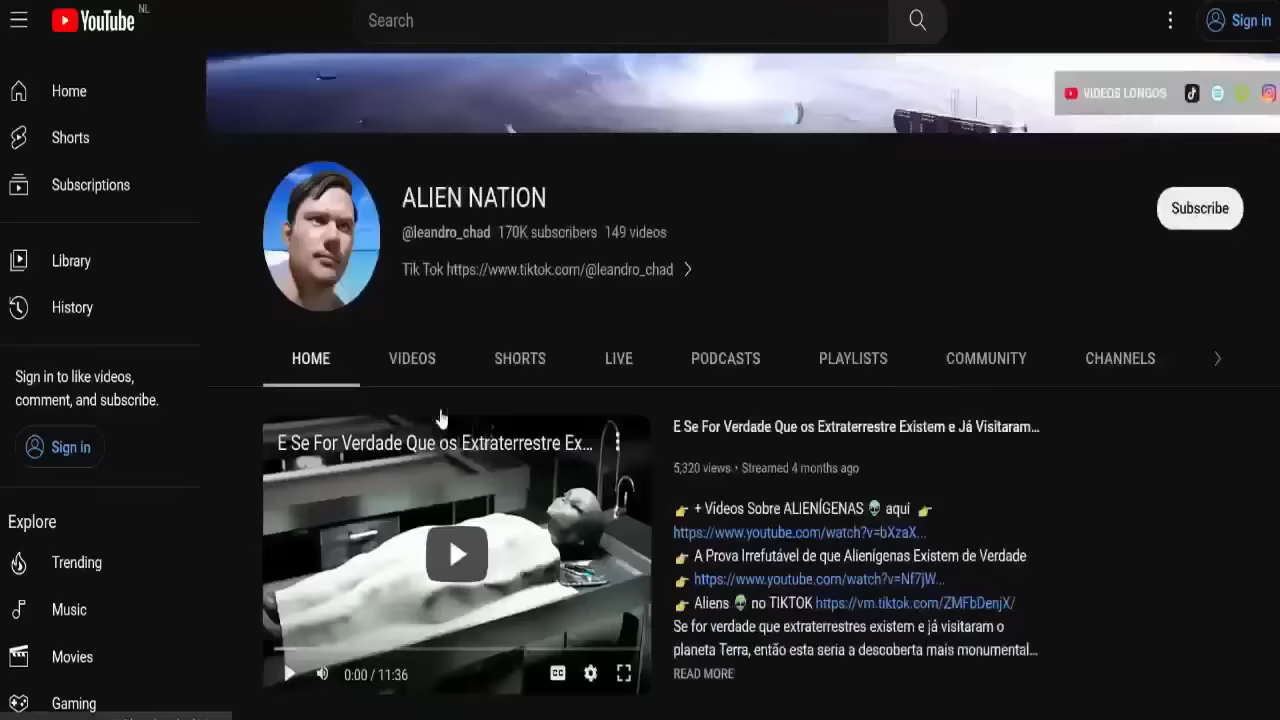 YouTube NL
Search
Sign in
Home
Shorts
Subscriptions
Library
History
Sign in to like videos,
comment, and subscribe.
Sign in
Explore
Trending
Music
Movies
Gaming
VIDEOS LONGOS
ALIEN NATION
@leandro_chad 170K subscribers 149 videos
Tik Tok https://www.tiktok.com/@leandro_chad
Subscribe
HOME VIDEOS SHORTS LIVE PODCASTS PLAYLISTS COMMUNITY CHANNELS
E Se For Verdade Que os Extraterrestre Ex...
0:00 / 11:36
E Se For Verdade Que os Extraterrestre Existem e Já Visitaram...
5,320 views • Streamed 4 months ago
👉 + Vídeos Sobre ALIENÍGENAS 👽 aqui 👉
https://www.youtube.com/watch?v=bXzaX...
👉 A Prova Irrefutável de que Alienígenas Existem de Verdade
👉 https://www.youtube.com/watch?v=Nf7jW...
👉 Aliens 👽 no TIKTOK https://vm.tiktok.com/ZMFbDenjX/
Se for verdade que extraterrestres existem e já visitaram o
planeta Terra, então esta seria a descoberta mais monumental...
READ MORE